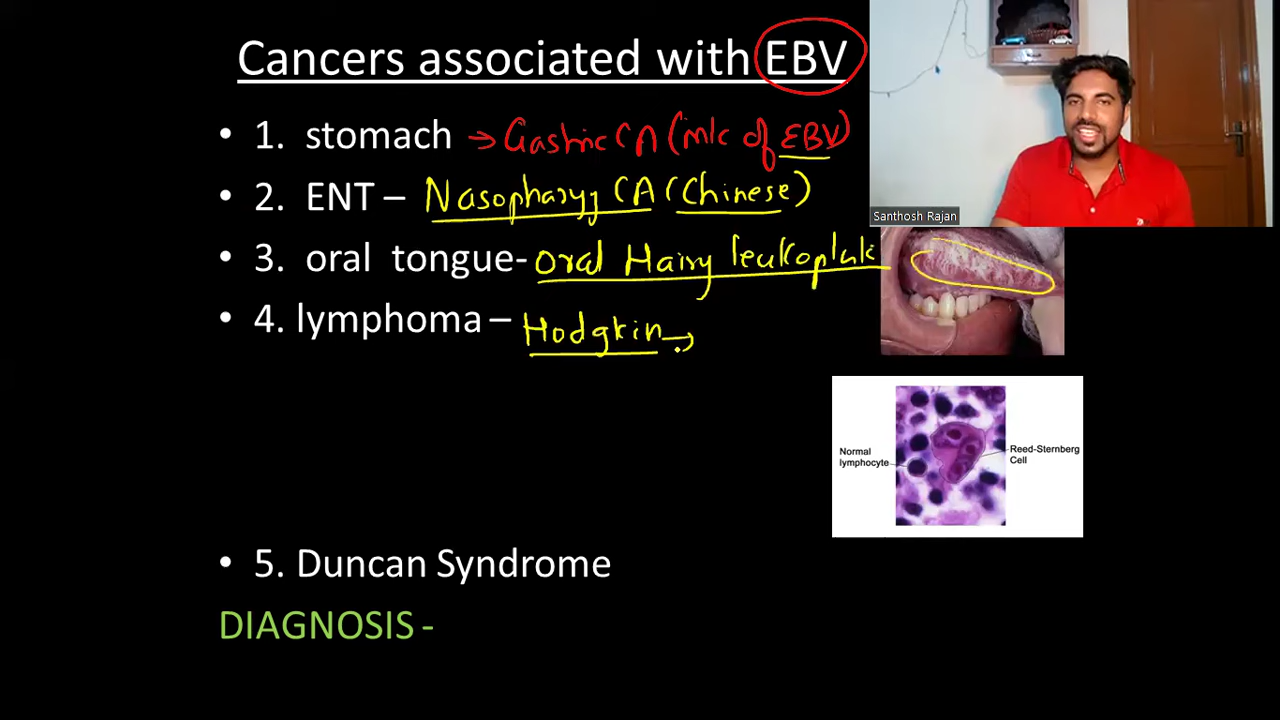 Cancers associated with EBV
• 1. stomach → Gastric CA (m/c of EBV)
• 2. ENT – Nasopharyg CA (Chinese)
• 3. oral tongue- oral Hairy leukoplaki
• 4. lymphoma – Hodgkin →
• 5. Duncan Syndrome
DIAGNOSIS -
Santhosh Rajan
Normal
lymphocyte
Reed-Sternberg
Cell